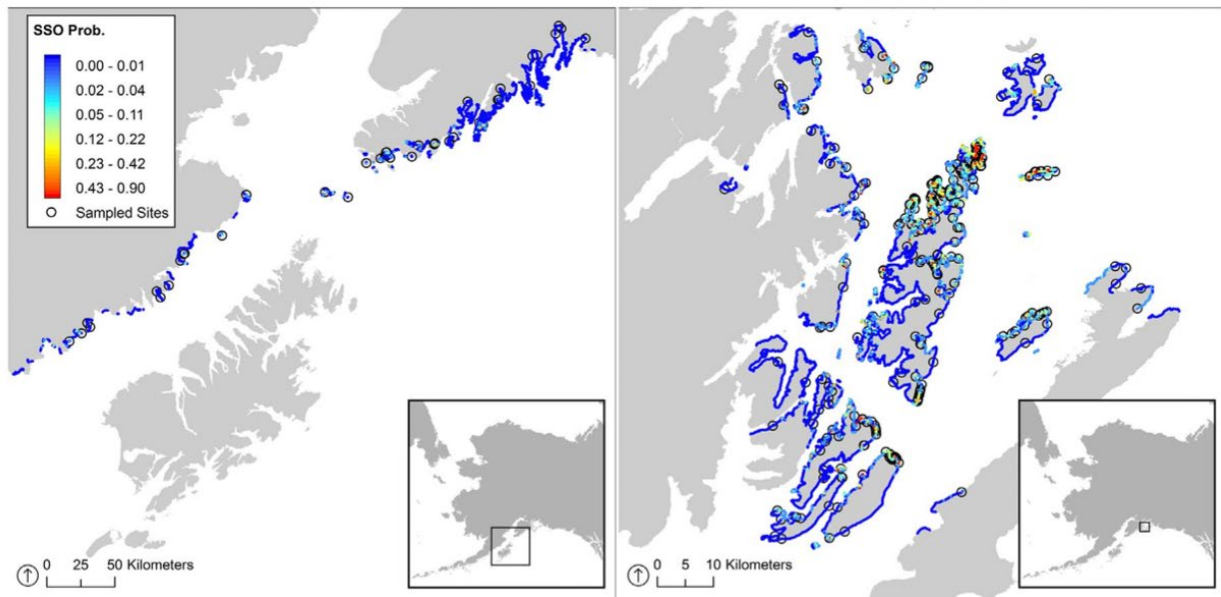 SSO Prob.
0.00 - 0.01
0.02 - 0.04
0.05 - 0.11
0.12 - 0.22
0.23 - 0.42
0.43 - 0.90
Sampled Sites
0 25 50 Kilometers
0 5 10 Kilometers